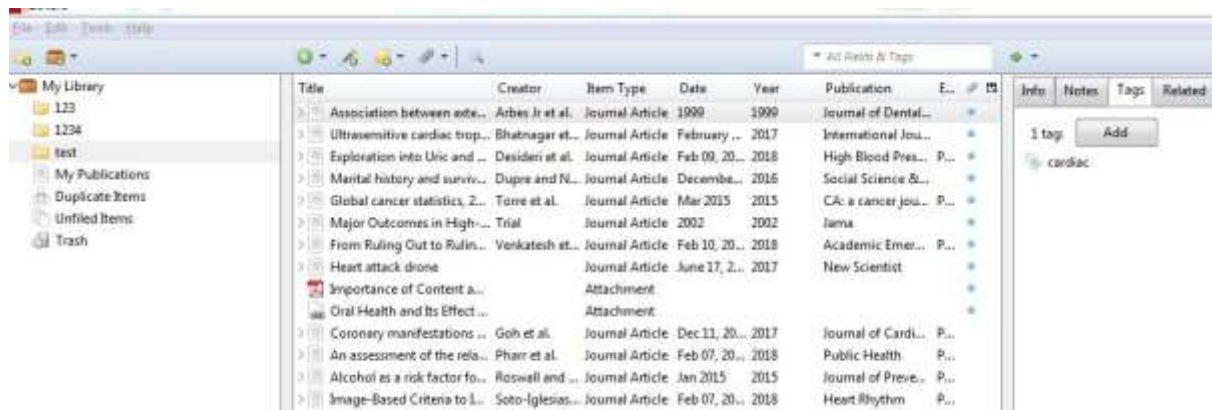 File Edit Tools Help
All Fields & Tags
My Library
123
1234
test
My Publications
Duplicate Items
Unfiled Items
Trash
Title Creator Item Type Date Year Publication E...
Association between exte... Arbes Jr et al. Journal Article 1999 1999 Journal of Dental...
Ultrasensitive cardiac trop... Bhatnagar et... Journal Article February ... 2017 International Jou...
Exploration into Uric and ... Desideri et al. Journal Article Feb 09, 20... 2018 High Blood Pres... P...
Marital history and surviv... Dupre and N... Journal Article Decembe... 2016 Social Science &...
Global cancer statistics, 2... Torre et al. Journal Article Mar 2015 2015 CA: a cancer jou... P...
Major Outcomes in High-... Trial Journal Article 2002 2002 Jama
From Ruling Out to Rulin... Venkatesh et... Journal Article Feb 10, 20... 2018 Academic Emer... P...
Heart attack drone Journal Article June 17, 2... 2017 New Scientist
Importance of Content a... Attachment
Oral Health and Its Effect ... Attachment
Coronary manifestations ... Goh et al. Journal Article Dec 11, 20... 2017 Journal of Cardi... P...
An assessment of the rela... Pharr et al. Journal Article Feb 07, 20... 2018 Public Health P...
Alcohol as a risk factor fo... Roswall and ... Journal Article Jan 2015 2015 Journal of Preve... P...
Image-Based Criteria to I... Soto-Iglesias... Journal Article Feb 07, 20... 2018 Heart Rhythm P...
Info Notes Tags Related
1 tag: Add
cardiac